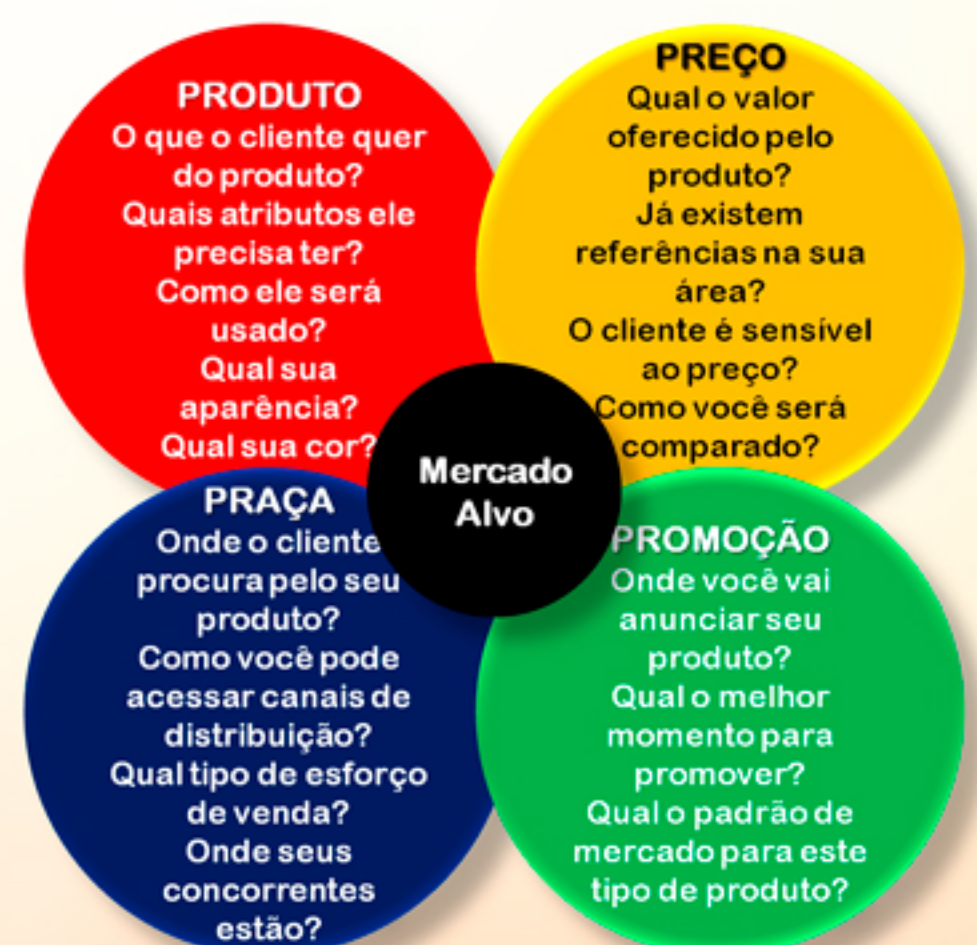 PRODUTO
O que o cliente quer
do produto?
Quais atributos ele
precisa ter?
Como ele será
usado?
Qual sua
aparência?
Qual sua cor?
PREÇO
Qual o valor
oferecido pelo
produto?
Já existem
referências na sua
área?
O cliente é sensível
ao preço?
Como você será
comparado?
Mercado
Alvo
PRAÇA
Onde o cliente
procura pelo seu
produto?
Como você pode
acessar canais de
distribuição?
Qual tipo de esforço
de venda?
Onde seus
concorrentes
estão?
PROMOÇÃO
Onde você vai
anunciar seu
produto?
Qual o melhor
momento para
promover?
Qual o padrão de
mercado para este
tipo de produto?